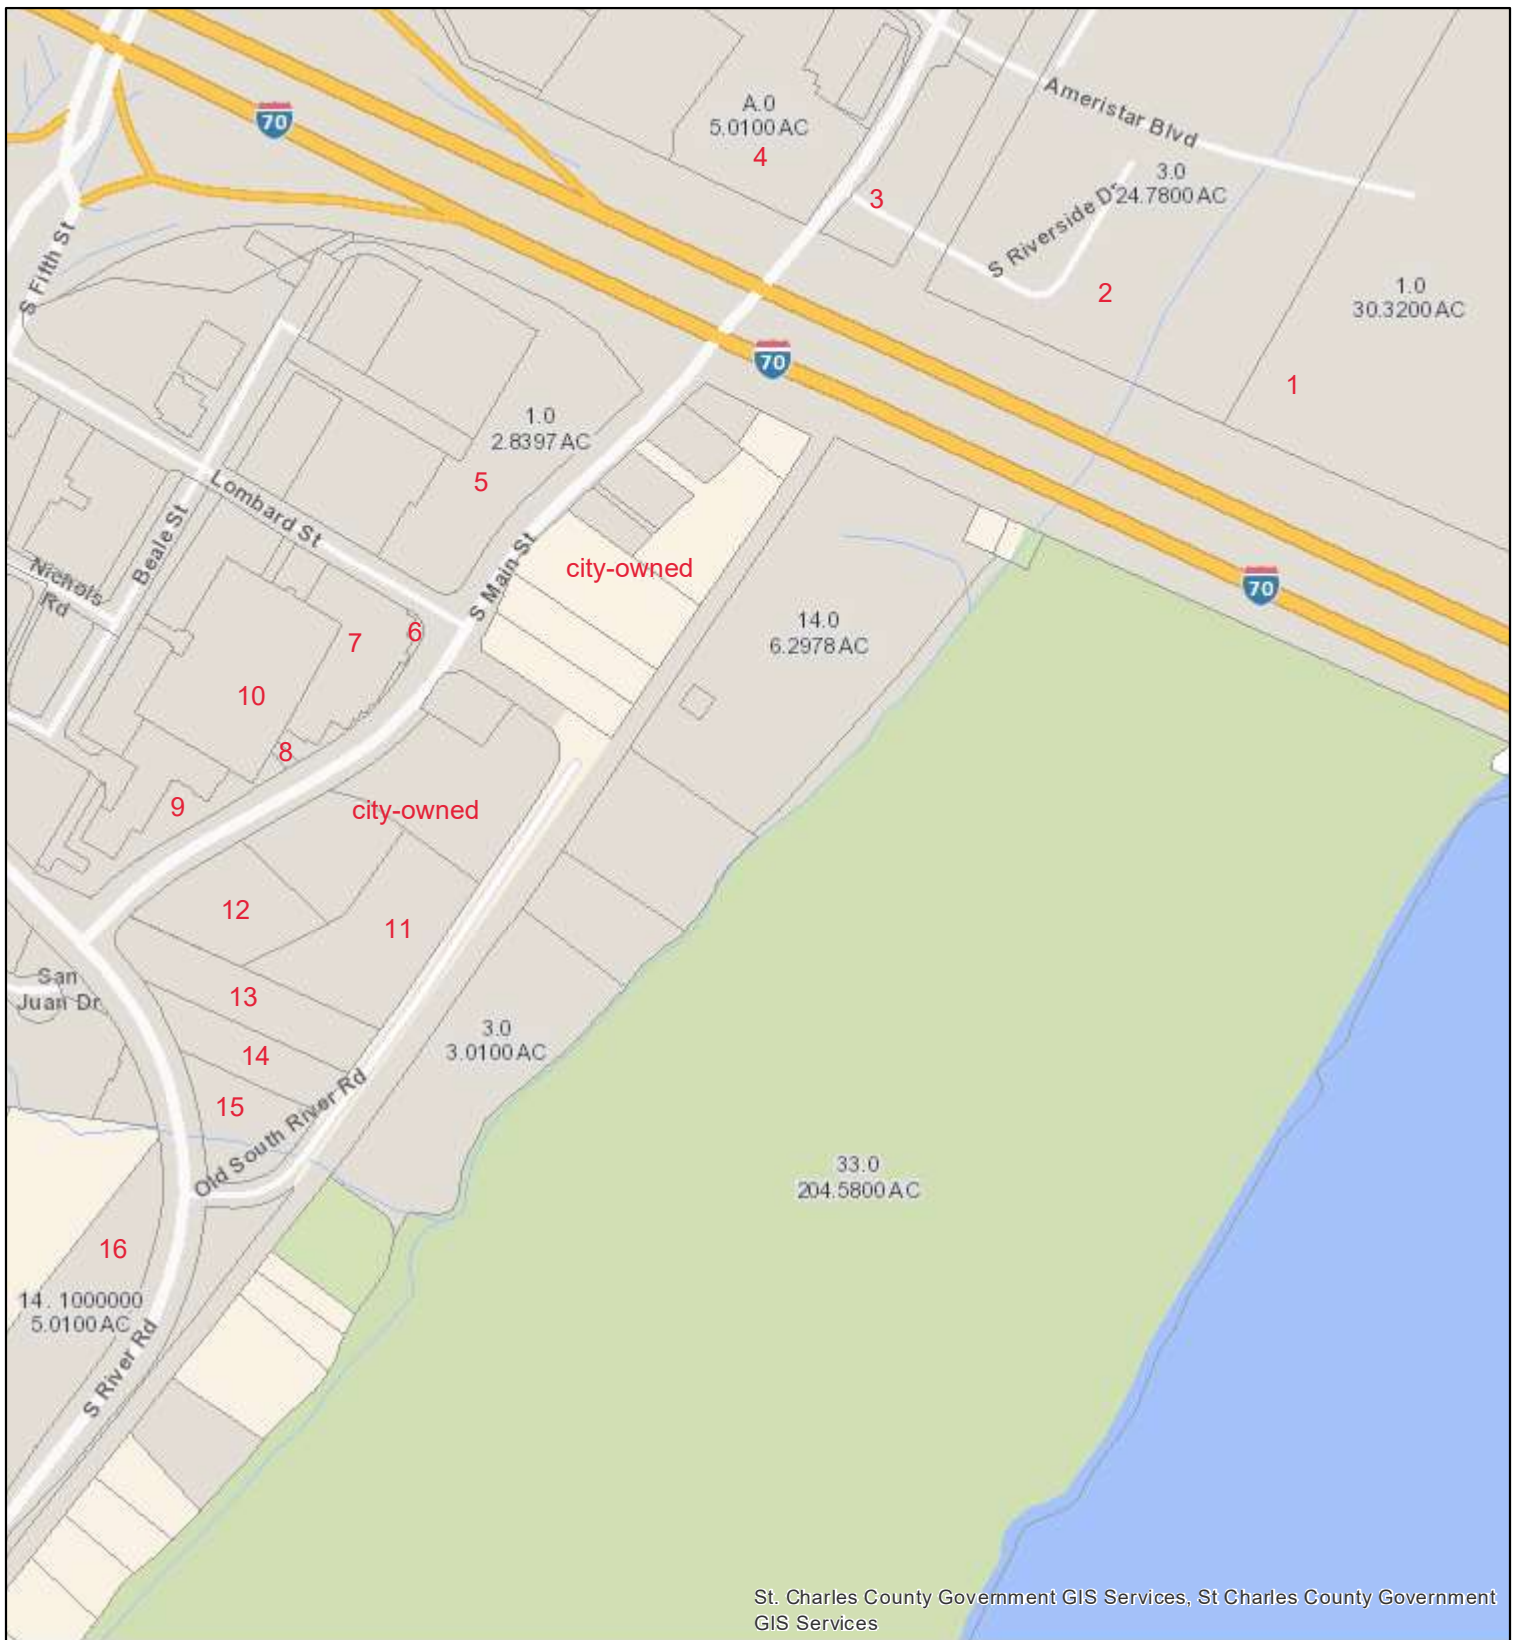 70
Ameristar Blvd
A.0
5.0100 AC
4
3
3.0
24.7800 AC
S Riverside Dr
2
1.0
30.3200 AC
1
S Fifth St
70
1.0
2.8397 AC
5
Lombard St
Beale St
Nichols
Rd
S Main St
city-owned
70
14.0
6.2978 AC
7
6
10
8
9
city-owned
12
11
San
Juan Dr
13
3.0
3.0100 AC
14
15
Old South River Rd
33.0
204.5800 AC
16
14. 1000000
5.0100 AC
S River Rd
St. Charles County Government GIS Services, St Charles County Government
GIS Services